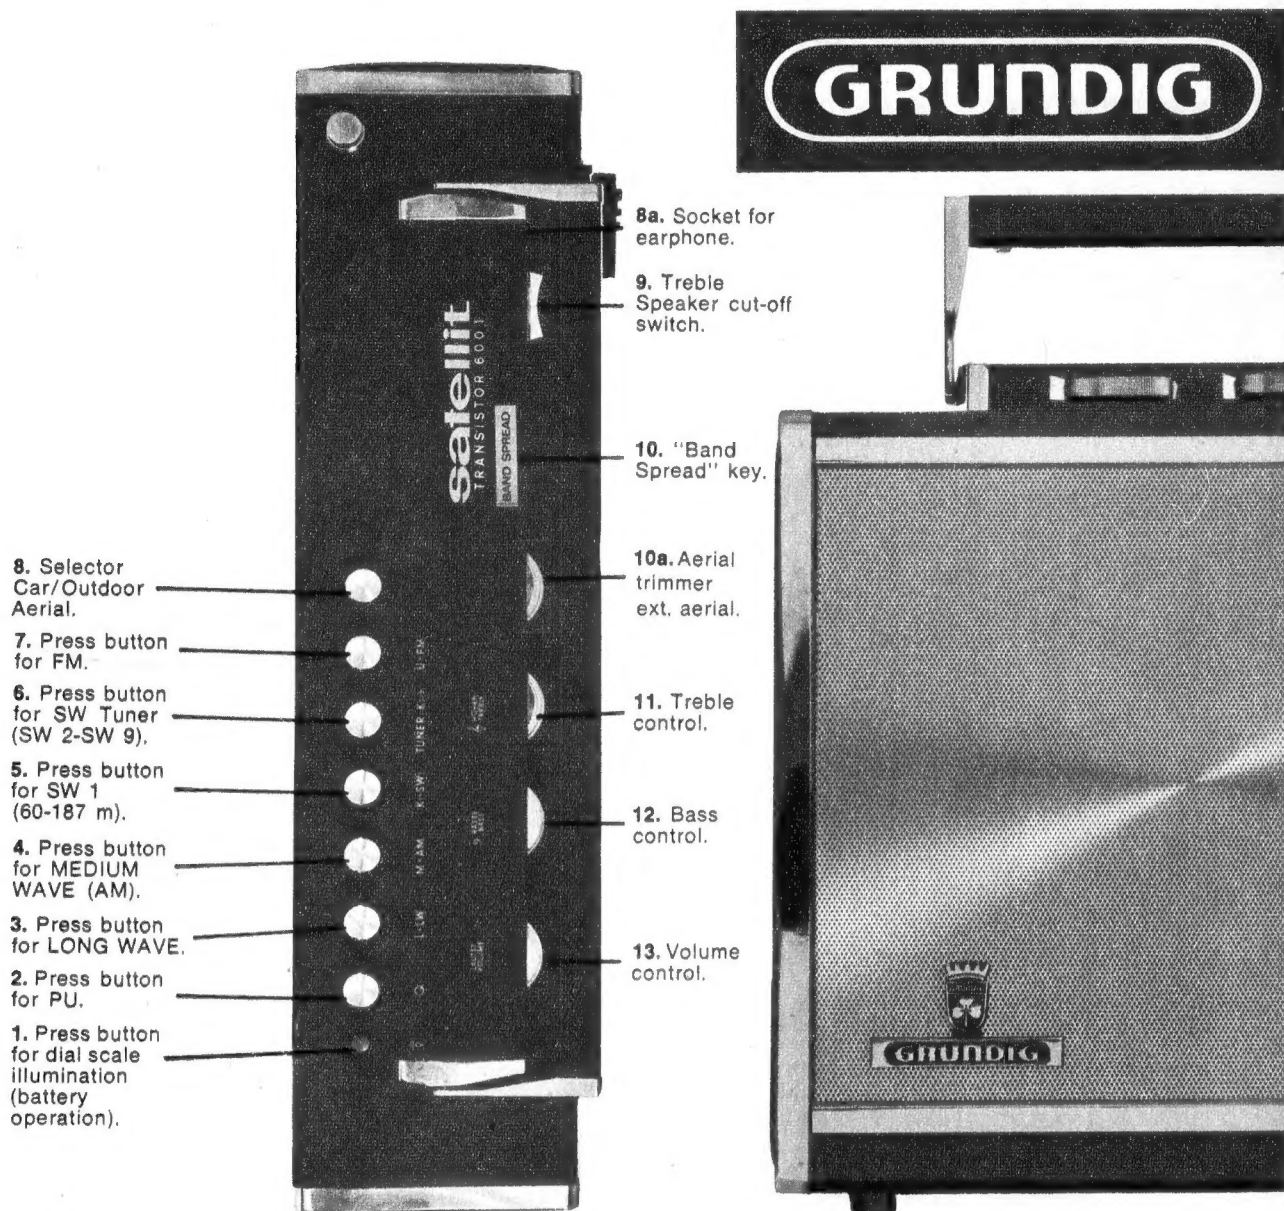 GRUNDIG
8a. Socket for
earphone.
9. Treble
Speaker cut-off
switch.
satellit
TRANSISTOR 6001
BAND SPREAD
10. "Band
Spread" key.
8. Selector
Car/Outdoor
Aerial.
10a. Aerial
trimmer
ext. aerial.
7. Press button
for FM.
U·FM
6. Press button
for SW Tuner
(SW 2-SW 9).
TUNER
11. Treble
control.
5. Press button
for SW 1
(60-187 m).
K·SW
12. Bass
control.
4. Press button
for MEDIUM
WAVE (AM).
M·AM
3. Press button
for LONG WAVE.
L·LW
13. Volume
control.
2. Press button
for PU.
1. Press button
for dial scale
illumination
(battery
operation).
GRUNDIG